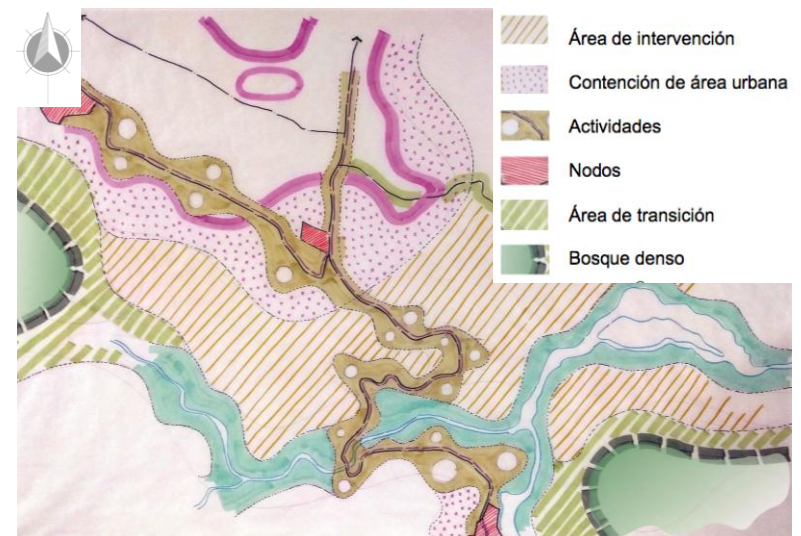 Área de intervención
Contención de área urbana
Actividades
Nodos
Área de transición
Bosque denso